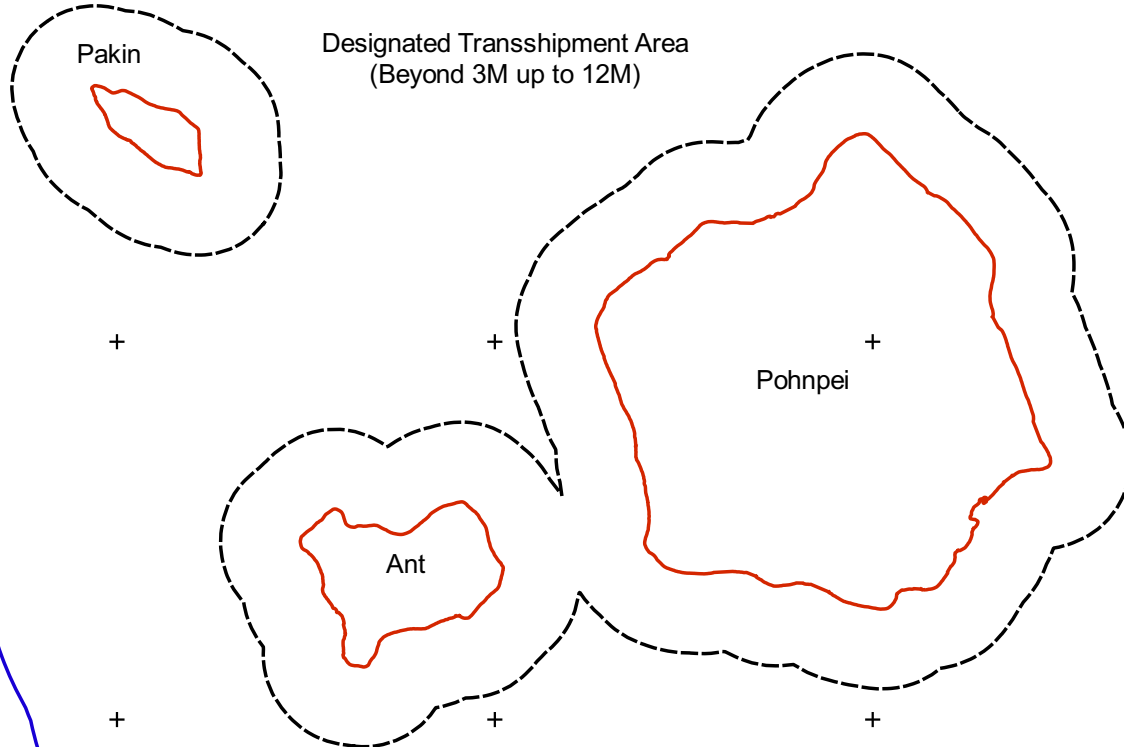 Pakin
Designated Transshipment Area
(Beyond 3M up to 12M)
Pohnpei
Ant